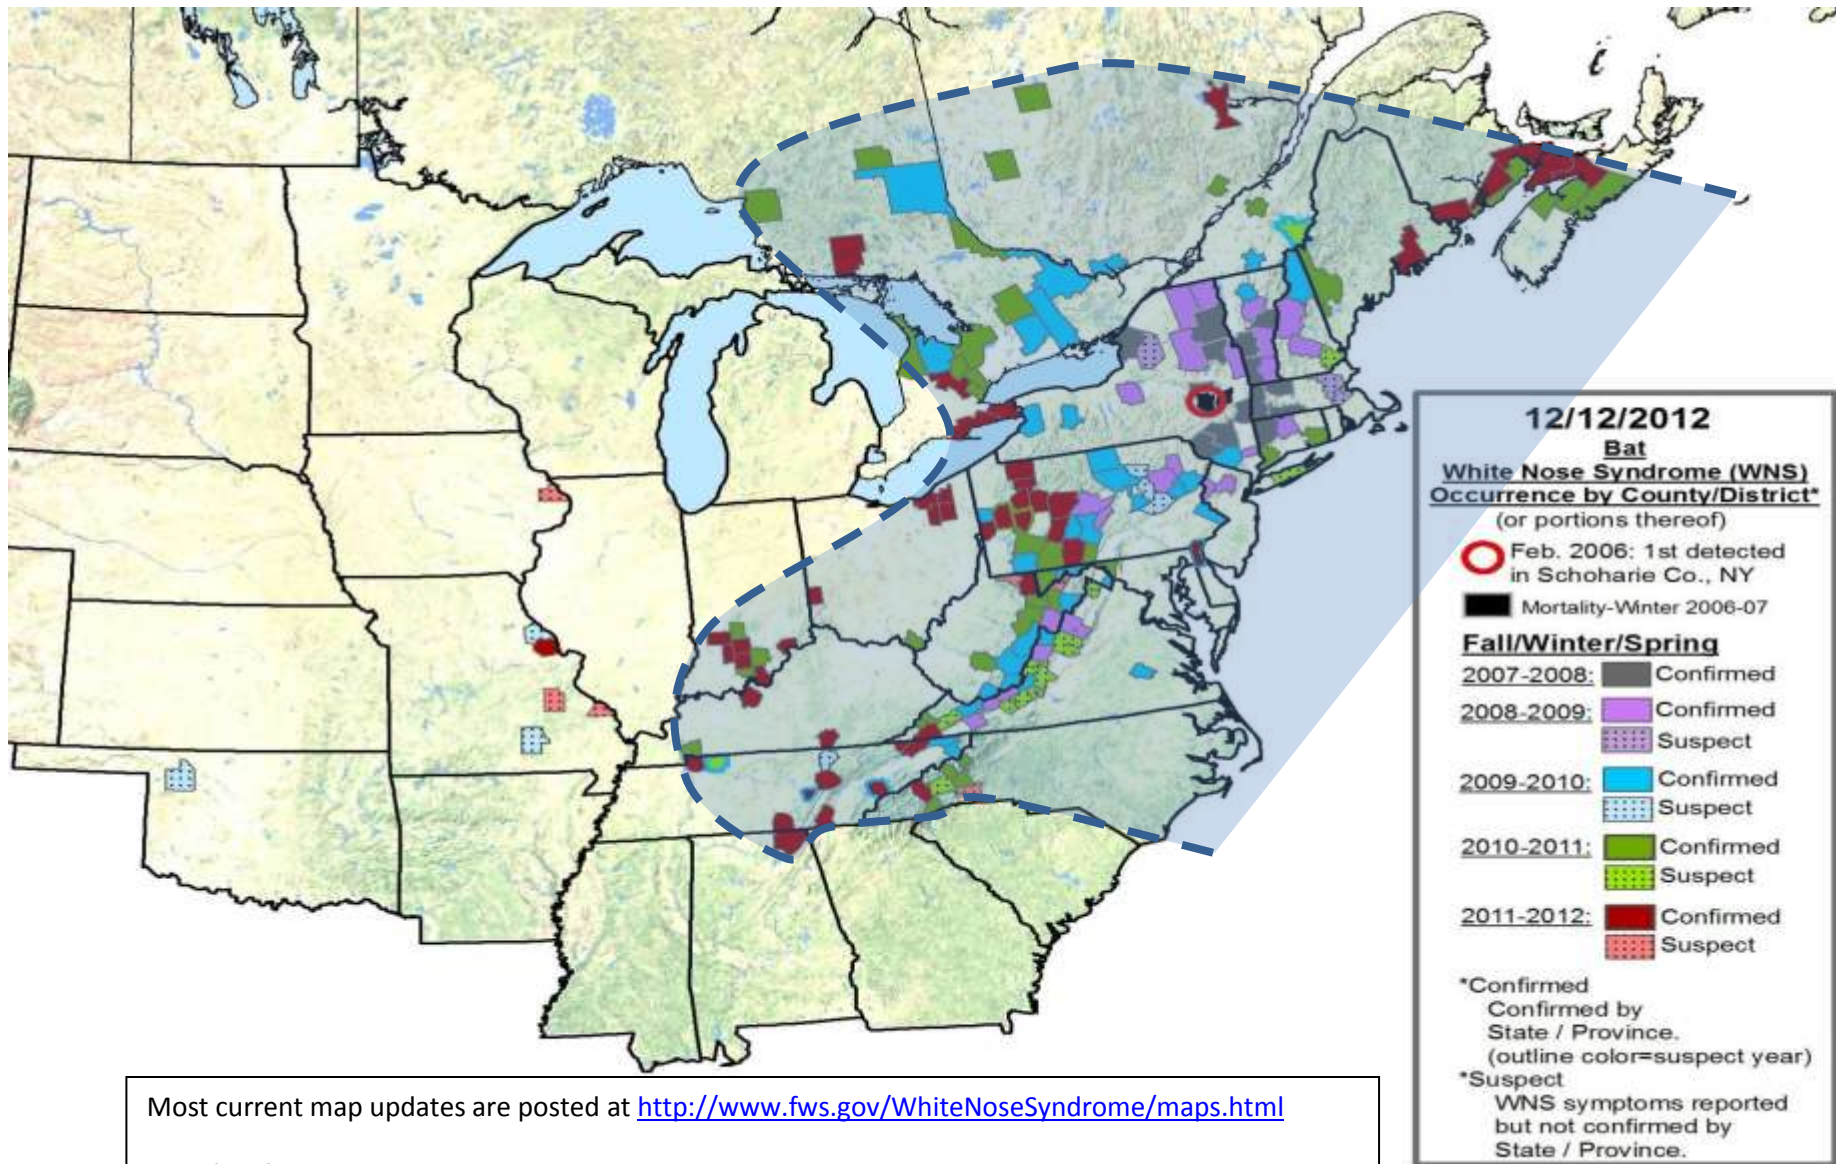 12/12/2012
Bat
White Nose Syndrome (WNS)
Occurrence by County/District*
(or portions thereof)
Feb. 2006: 1st detected
in Schoharie Co., NY
Mortality-Winter 2006-07
Fall/Winter/Spring
2007-2008: Confirmed
2008-2009: Confirmed
Suspect
2009-2010: Confirmed
Suspect
2010-2011: Confirmed
Suspect
2011-2012: Confirmed
Suspect
*Confirmed
Confirmed by
State / Province.
(outline color=suspect year)
*Suspect
WNS symptoms reported
but not confirmed by
State / Province.
Most current map updates are posted at http://www.fws.gov/WhiteNoseSyndrome/maps.html